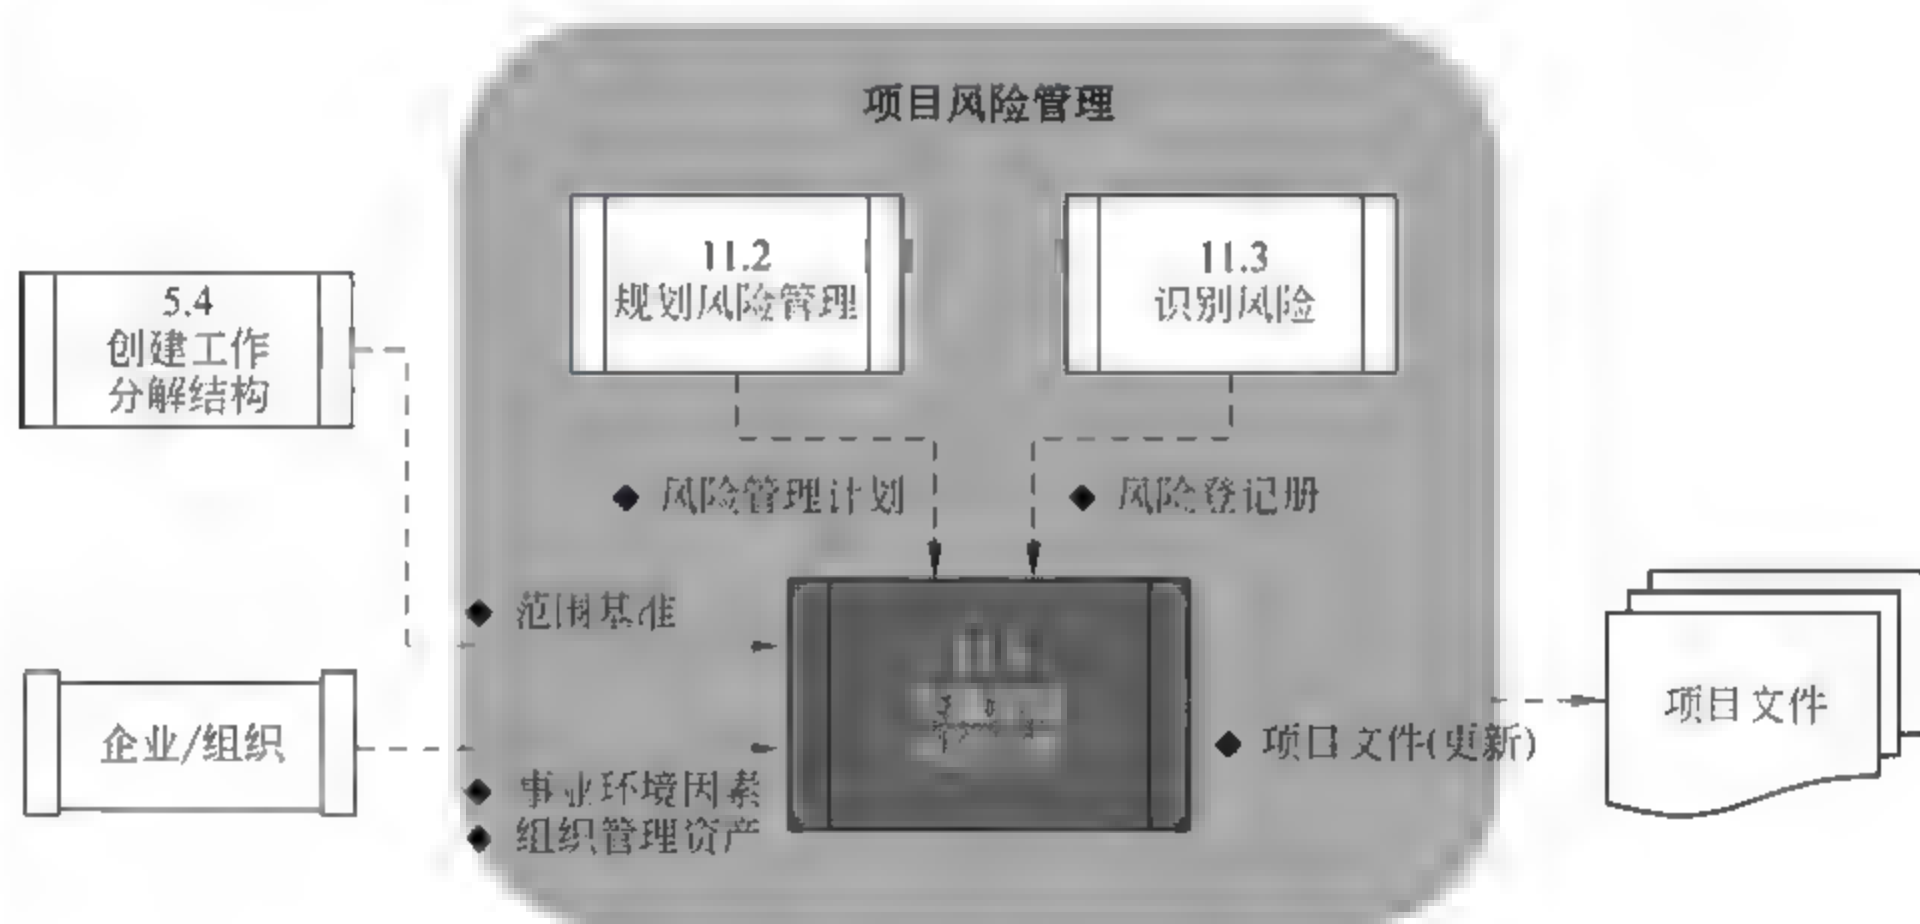 项目风险管理
11.2
规划风险管理
11.3
识别风险
5.4
创建工作
分解结构
风险管理计划
风险登记册
范围基准
企业/组织
事业环境因素
组织管理资产
项目文件(更新)
项目文件